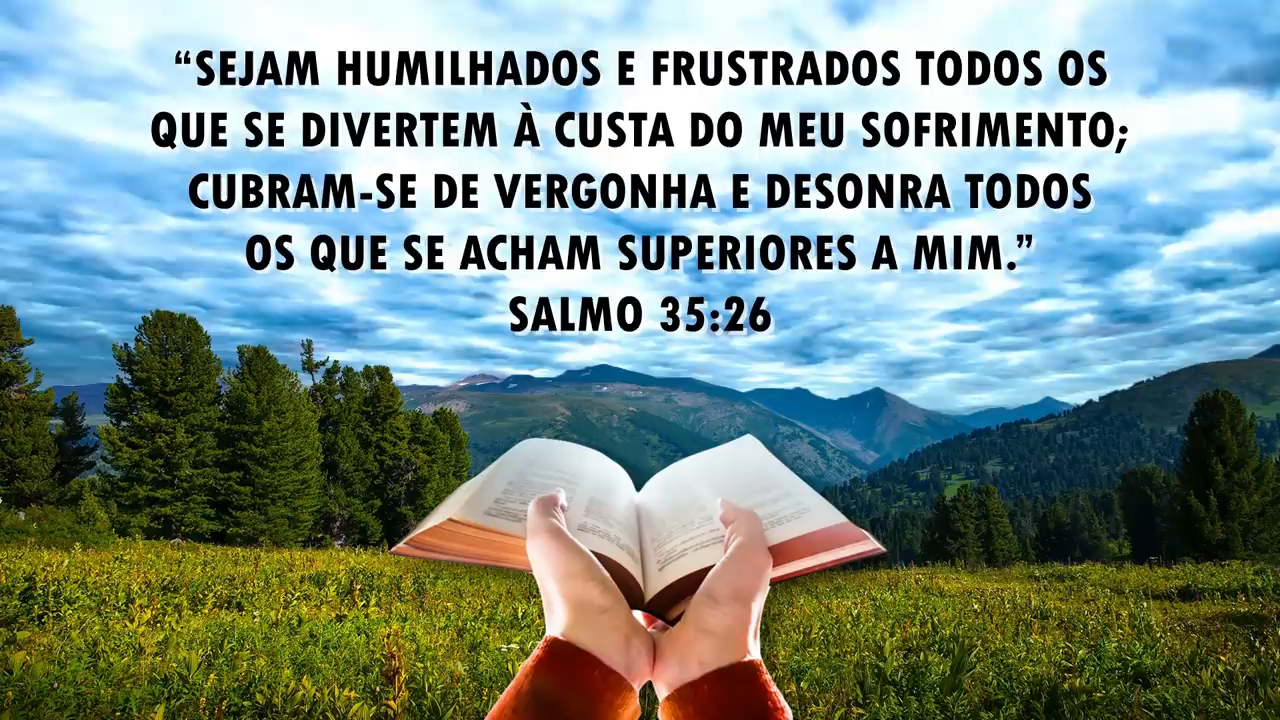 “SEJAM HUMILHADOS E FRUSTRADOS TODOS OS
QUE SE DIVERTEM À CUSTA DO MEU SOFRIMENTO;
CUBRAM-SE DE VERGONHA E DESONRA TODOS
OS QUE SE ACHAM SUPERIORES A MIM.”
SALMO 35:26